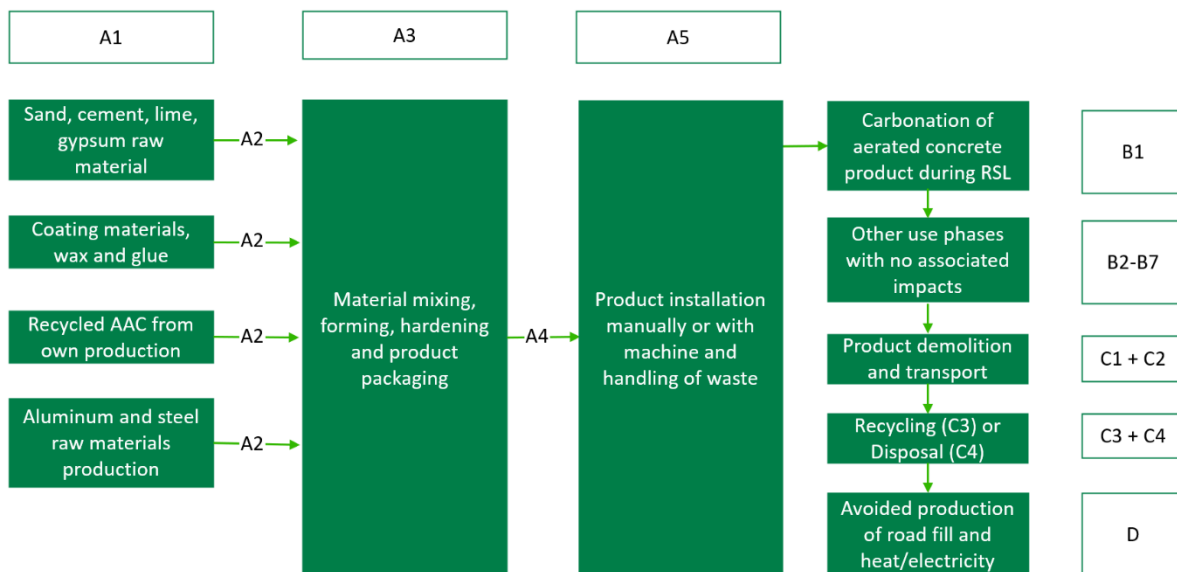 A1
A3
A5
Sand, cement, lime,
gypsum raw
material
A2
Coating materials,
wax and glue
A2
Recycled AAC from
own production
A2
Aluminum and steel
raw materials
production
A2
Material mixing,
forming, hardening
and product
packaging
A4
Product installation
manually or with
machine and
handling of waste
Carbonation of
aerated concrete
product during RSL
B1
Other use phases
with no associated
impacts
B2-B7
Product demolition
and transport
C1 + C2
Recycling (C3) or
Disposal (C4)
C3 + C4
Avoided production
of road fill and
heat/electricity
D